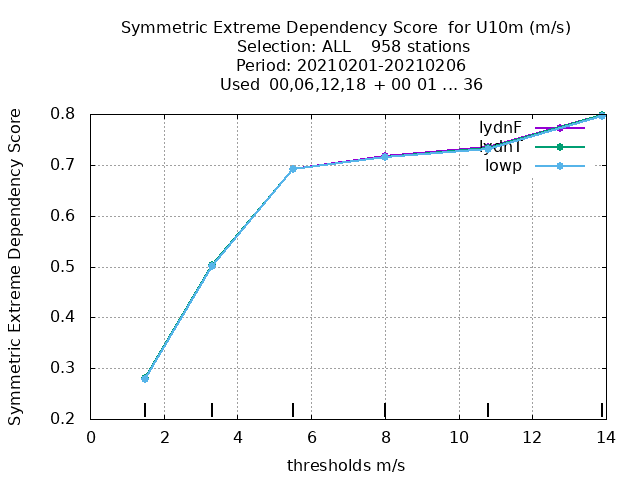 Symmetric Extreme Dependency Score for U10m (m/s)
Selection: ALL 958 stations
Period: 20210201-20210206
Used 00,06,12,18 + 00 01 ... 36
Symmetric Extreme Dependency Score
0.8
0.7
0.6
0.5
0.4
0.3
0.2
lydnF
lydnT
lowp
0 2 4 6 8 10 12 14
thresholds m/s